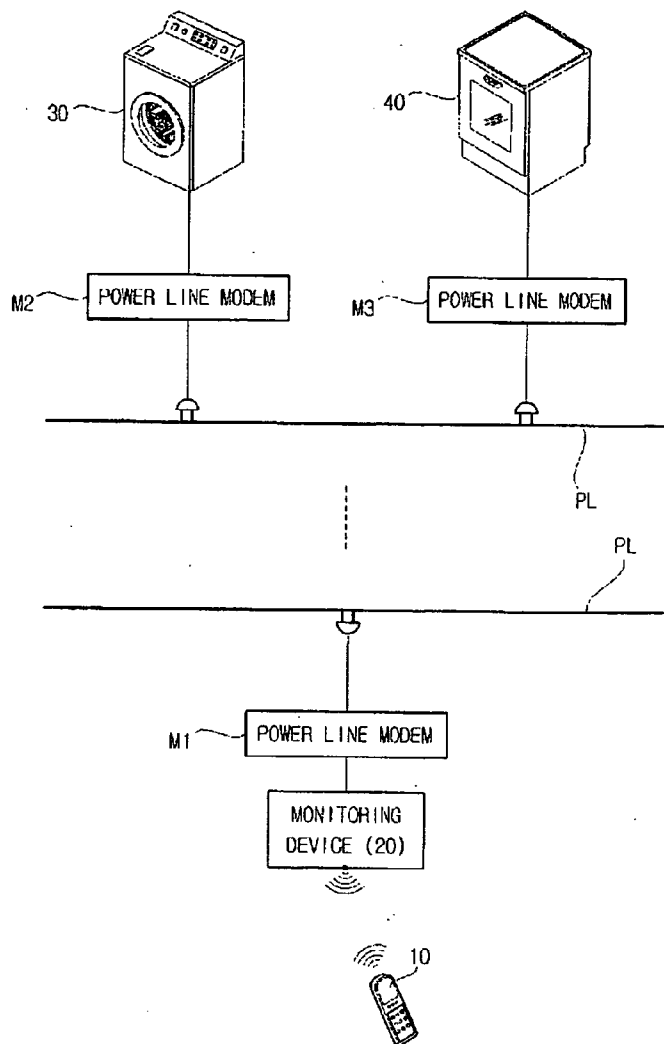 30
40
M2
POWER LINE MODEM
M3
POWER LINE MODEM
PL
PL
M1
POWER LINE MODEM
MONITORING
DEVICE (20)
10